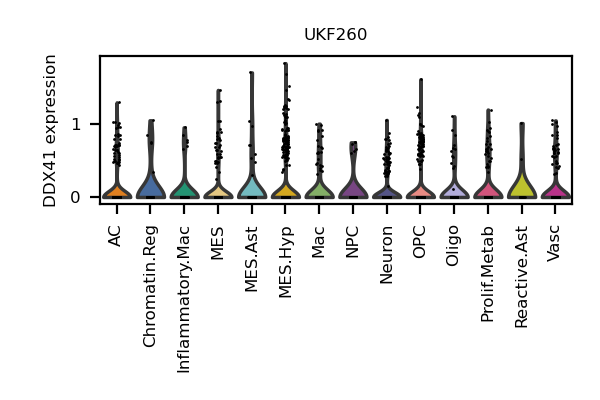 UKF260
DDX41 expression
1
0
AC
Chromatin.Reg
Inflammatory.Mac
MES
MES.Ast
MES.Hyp
Mac
NPC
Neuron
OPC
Oligo
Prolif.Metab
Reactive.Ast
Vasc